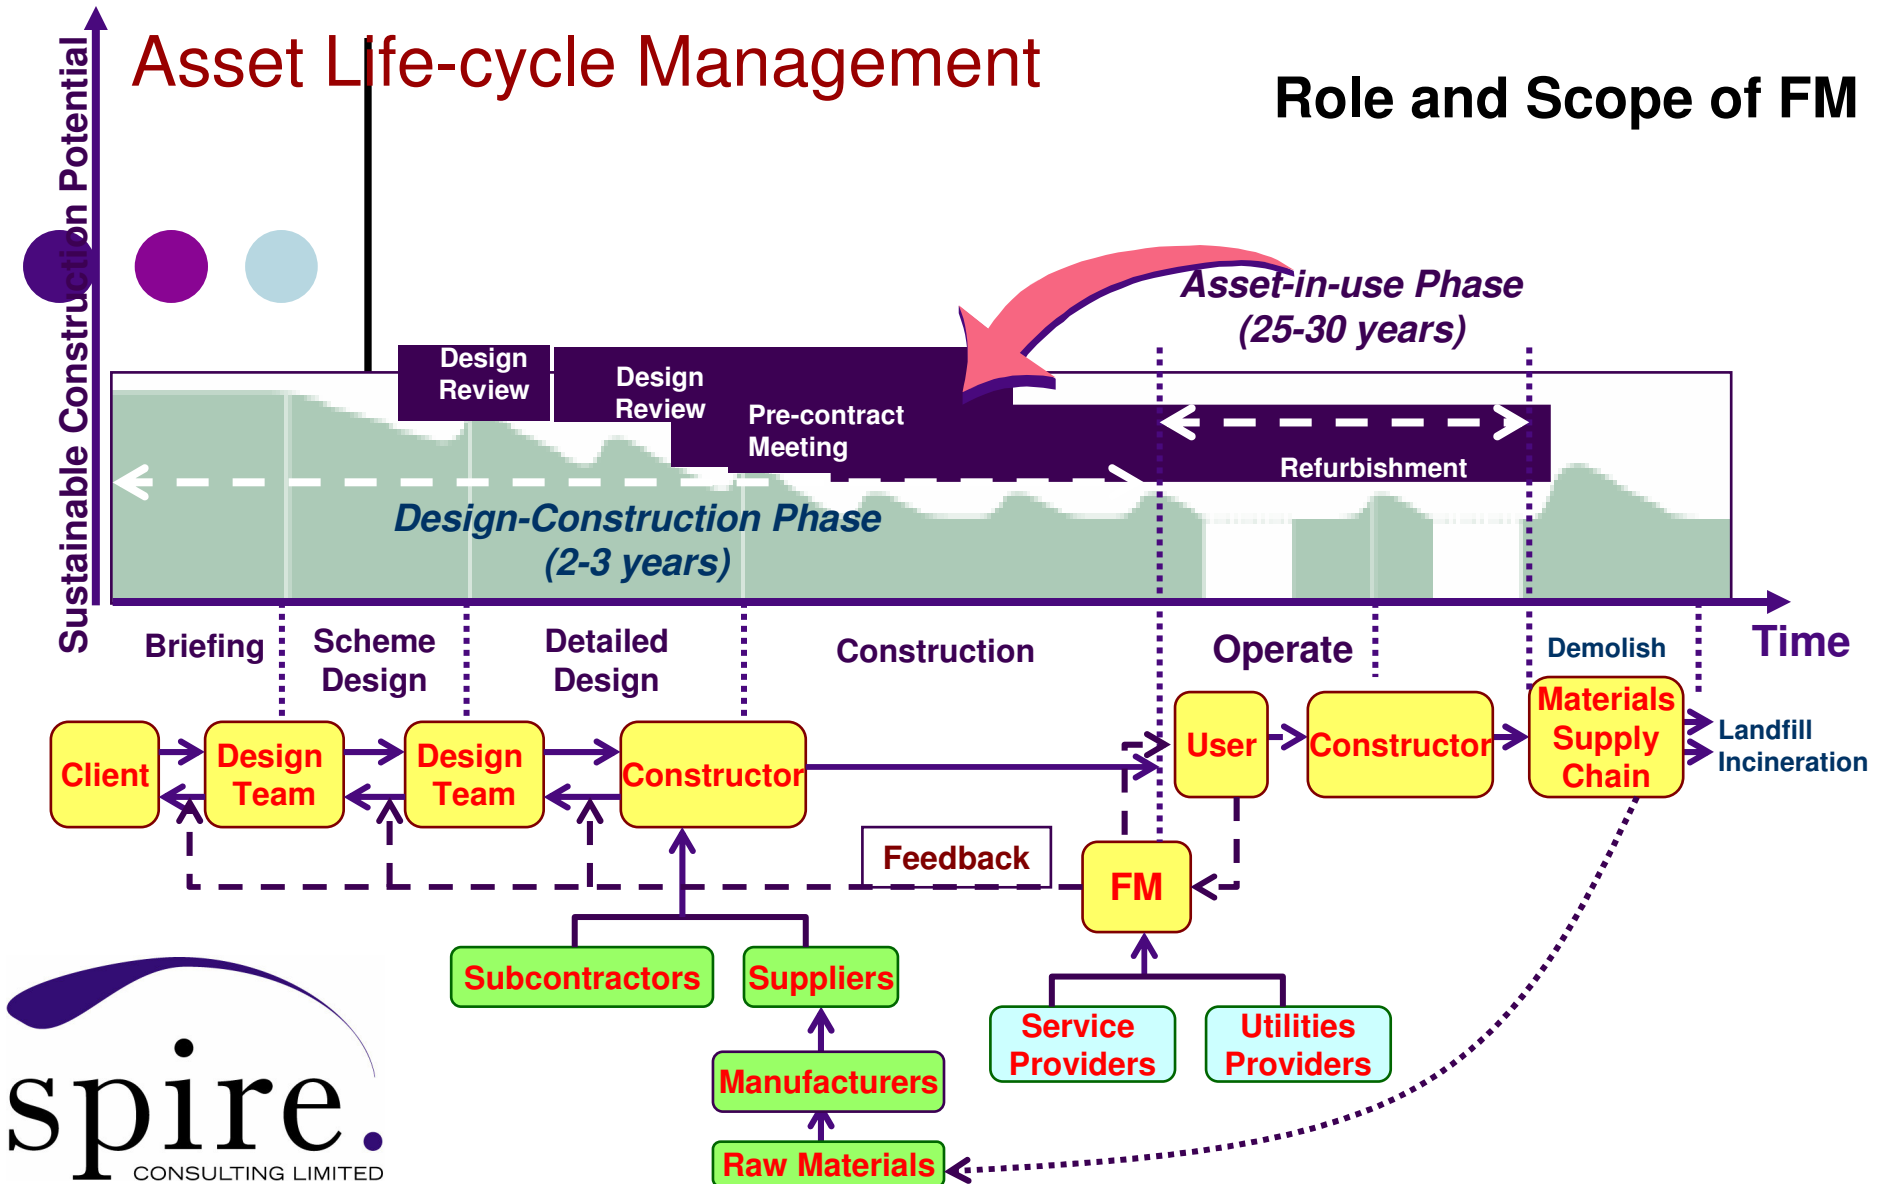 Asset Life-cycle Management
Role and Scope of FM
Sustainable Construction Potential
Asset-in-use Phase
(25-30 years)
Design
Review
Design
Review
Pre-contract
Meeting
Refurbishment
Design-Construction Phase
(2-3 years)
Briefing
Scheme
Design
Detailed
Design
Construction
Operate
Demolish
Time
Client
Design
Team
Design
Team
Constructor
User
Constructor
Materials
Supply
Chain
Landfill
Incineration
Feedback
FM
Subcontractors
Suppliers
Service
Providers
Utilities
Providers
Manufacturers
Raw Materials
spire.
CONSULTING LIMITED